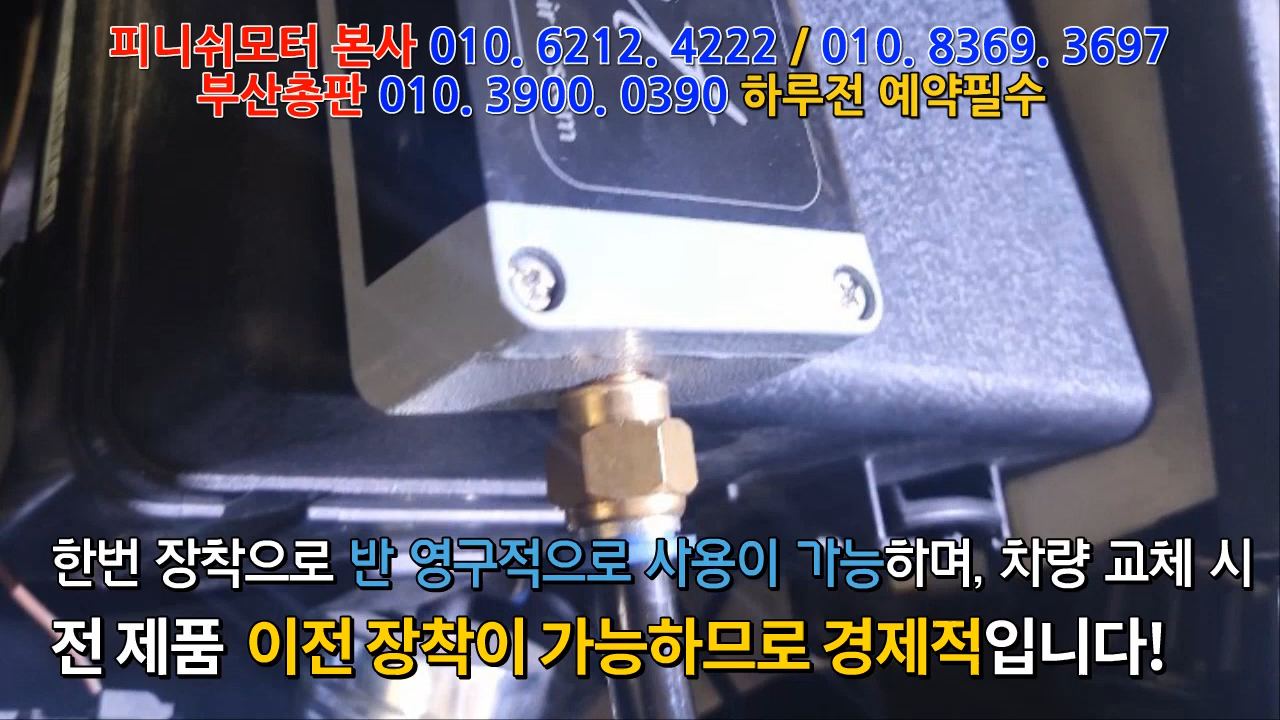 피니쉬모터 본사 010. 6212. 4222 / 010. 8369. 3697
부산총판 010. 3900. 0390 하루전 예약필수
한번 장착으로 반 영구적으로 사용이 가능하며, 차량 교체 시
전 제품 이전 장착이 가능하므로 경제적입니다!